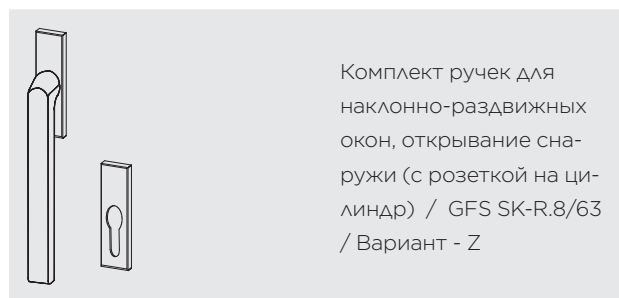 Комплект ручек для
наклонно-раздвижных
окон, открывание сна-
ружи (с розеткой на ци-
линдр) / GFS SK-R.8/63
/ Вариант - Z